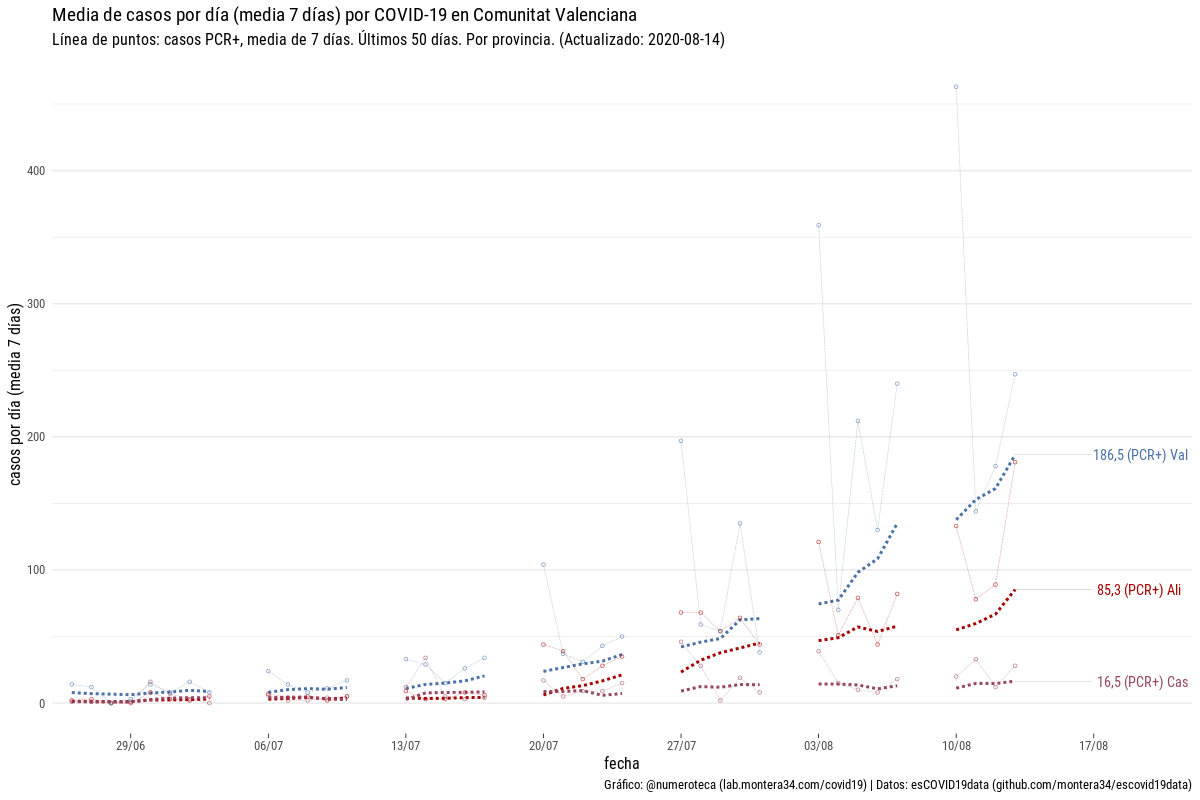 Media de casos por día (media 7 días) por COVID-19 en Comunitat Valenciana
Línea de puntos: casos PCR+, media de 7 días. Últimos 50 días. Por provincia. (Actualizado: 2020-08-14)
casos por día (media 7 días)
400
300
200
100
0
186,5 (PCR+) Val
85,3 (PCR+) Ali
16,5 (PCR+) Cas
29/06 06/07 13/07 20/07 27/07 03/08 10/08 17/08
fecha
Gráfico: @numeroteca (lab.montera34.com/covid19) | Datos: esCOVID19data (github.com/montera34/escovid19data)